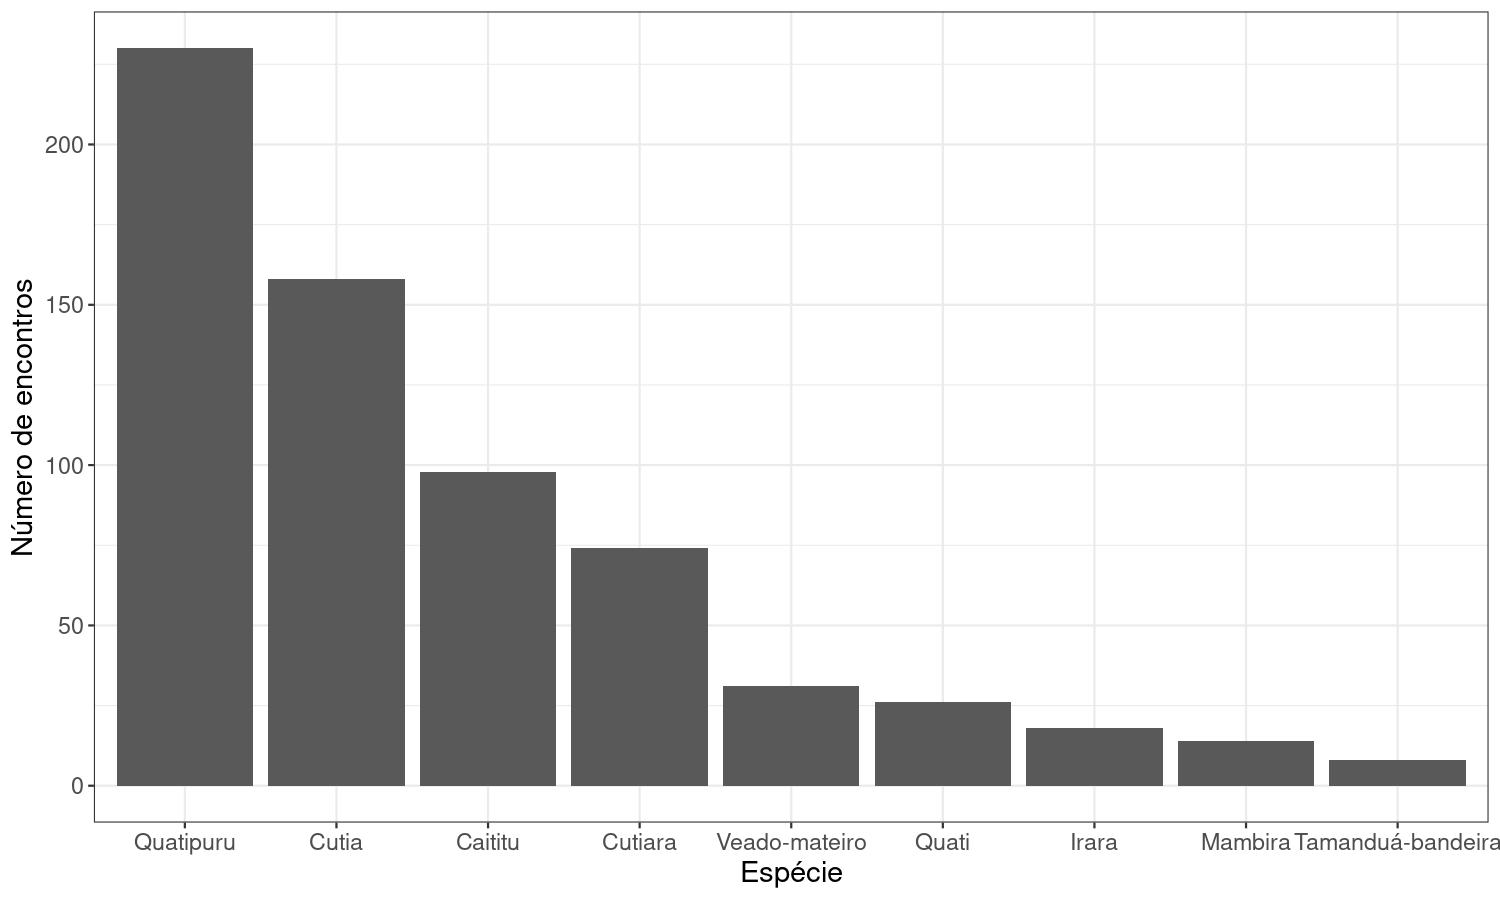 Número de encontros
200
150
100
50
0
Quatipuru Cutia Caititu Cutiara Veado-mateiro Quati Irara Mambira Tamanduá-bandeira
Espécie